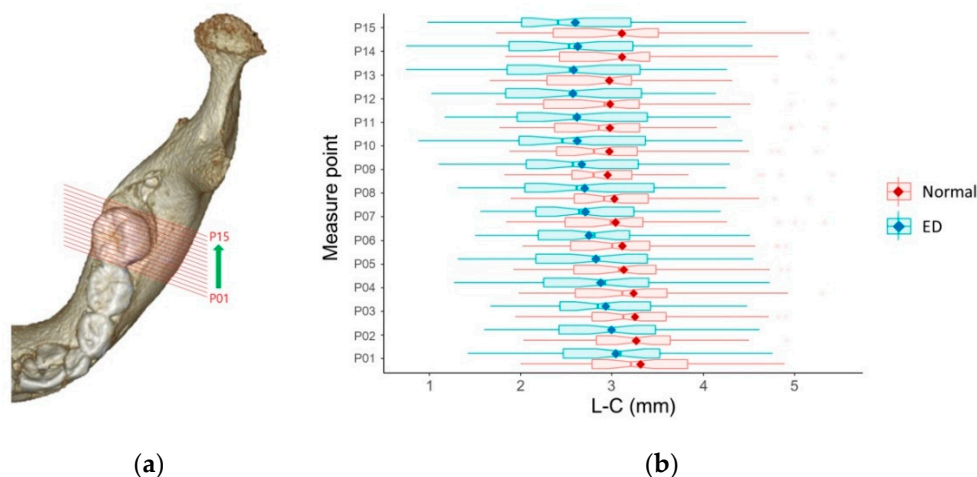 P15
P01
Measure point
P15
P14
P13
P12
P11
P10
P09
P08
P07
P06
P05
P04
P03
P02
P01
1 2 3 4 5
L-C (mm)
Normal
ED
(a) (b)